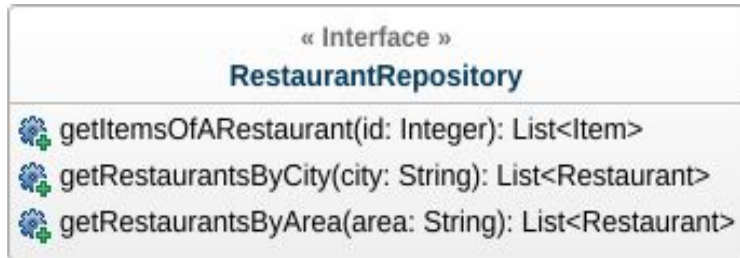 « Interface »
RestaurantRepository
getItemsOfARestaurant(id: Integer): List<Item>
getRestaurantsByCity(city: String): List<Restaurant>
getRestaurantsByArea(area: String): List<Restaurant>